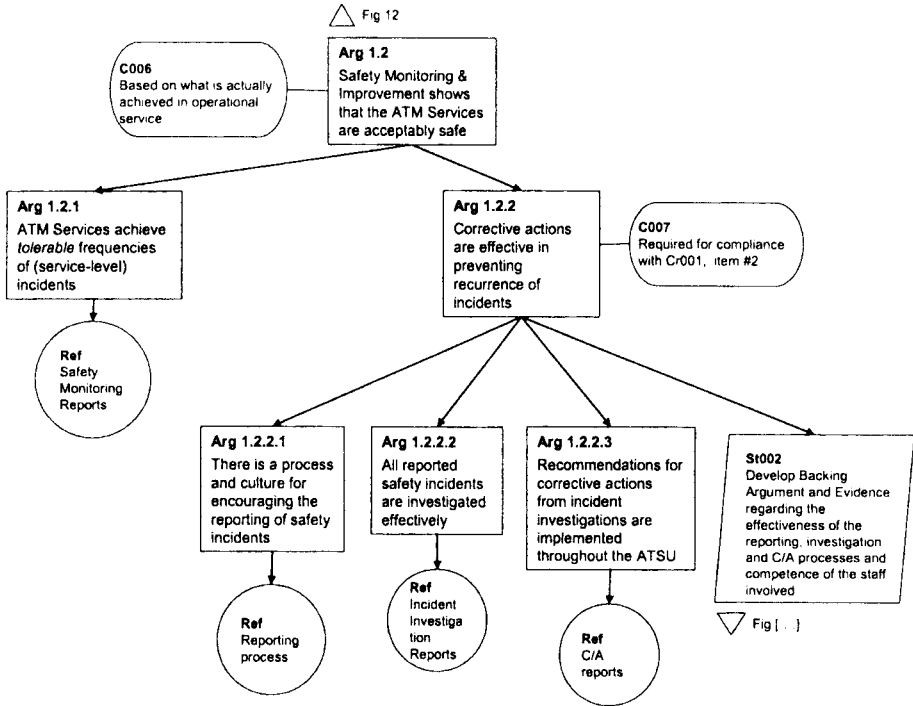 Fig 12
Arg 1.2
Safety Monitoring &
Improvement shows
that the ATM Services
are acceptably safe
C006
Based on what is actually
achieved in operational
service
Arg 1.2.1
ATM Services achieve
tolerable frequencies
of (service-level)
incidents
Arg 1.2.2
Corrective actions
are effective in
preventing
recurrence of
incidents
C007
Required for compliance
with Cr001, item #2
Ref
Safety
Monitoring
Reports
Arg 1.2.2.1
There is a process
and culture for
encouraging the
reporting of safety
incidents
Arg 1.2.2.2
All reported
safety incidents
are investigated
effectively
Arg 1.2.2.3
Recommendations for
corrective actions
from incident
investigations are
implemented
throughout the ATSU
St002
Develop Backing
Argument and Evidence
regarding the
effectiveness of the
reporting, investigation
and C/A processes and
competence of the staff
involved
Ref
Reporting
process
Ref
Incident
Investiga
tion
Reports
Ref
C/A
reports
Fig [...]